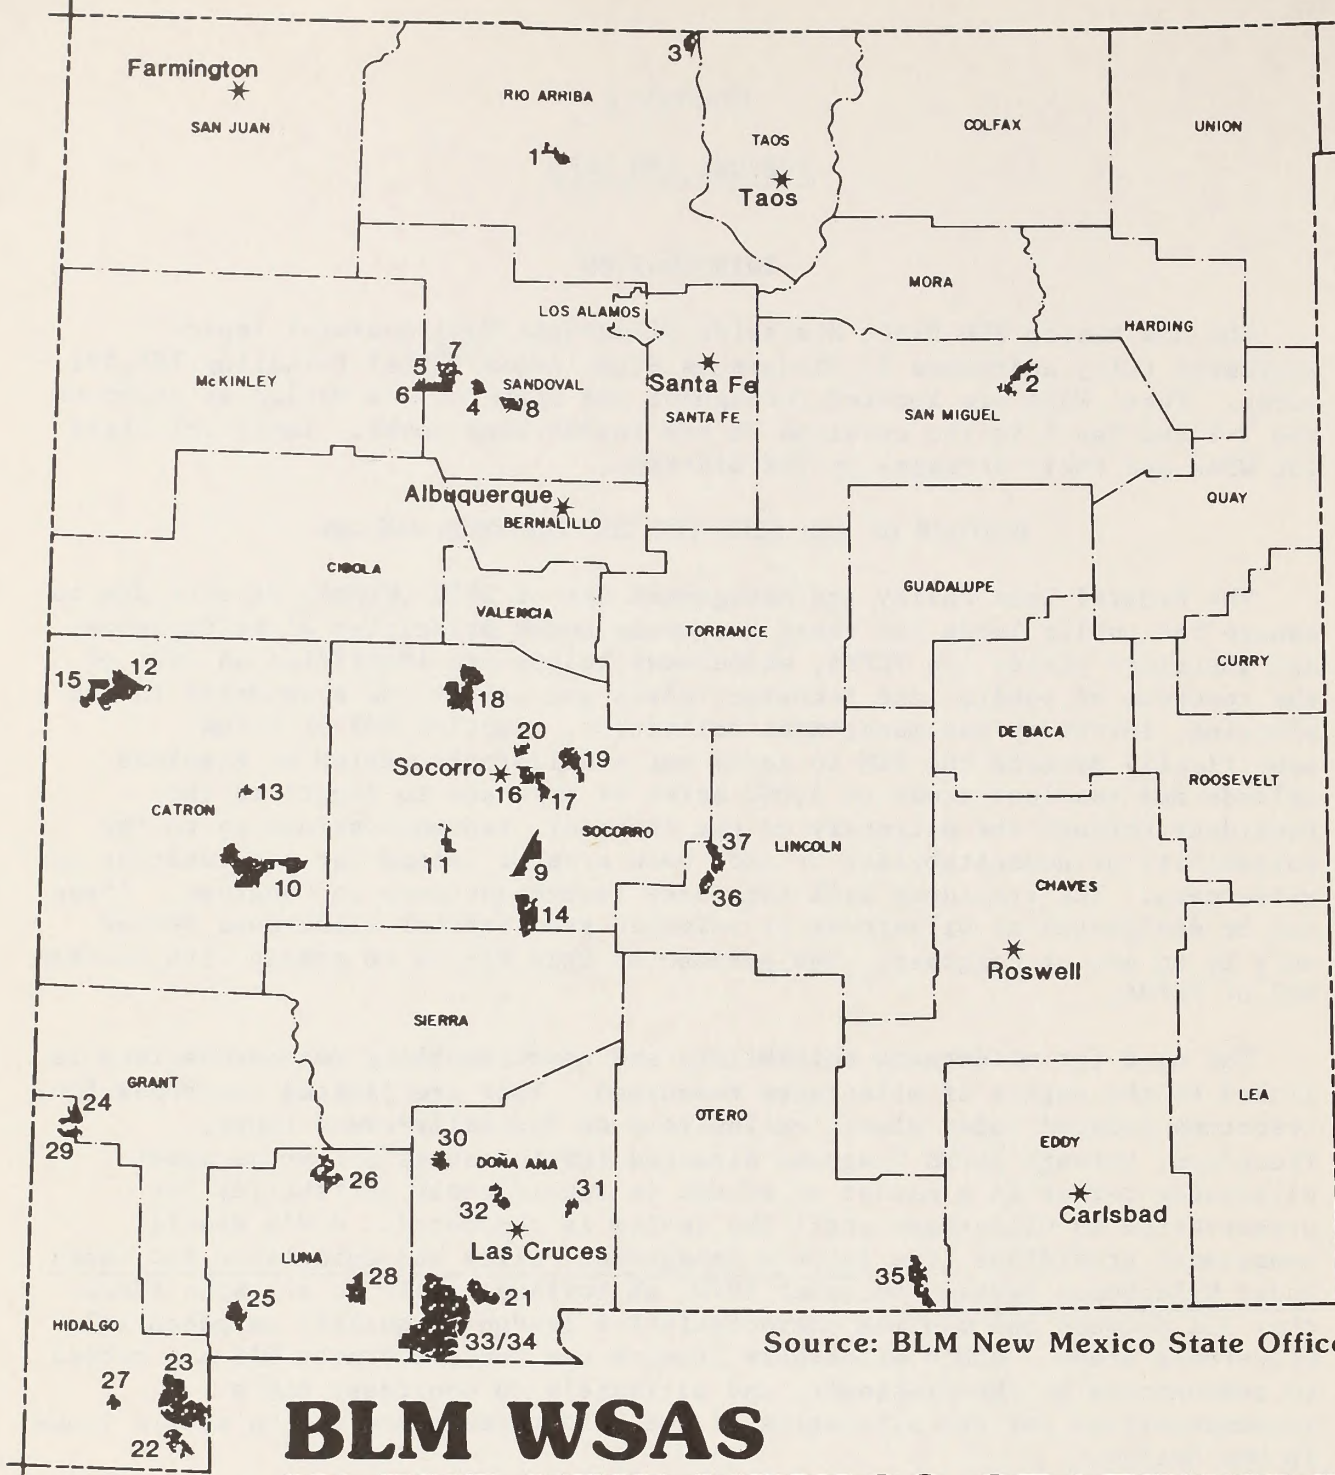 3
Farmington
RIO ARRIBA
SAN JUAN
COLFAX
UNION
TAOS
1
Taos
MORA
LOS ALAMOS
HARDING
7
5
McKINLEY
6
4
SANDOVAL
8
Santa Fe
SANTA FE
2
SAN MIGUEL
Albuquerque
BERNALILLO
QUAY
CIBOLA
GUADALUPE
VALENCIA
TORRANCE
CURRY
15
12
18
DE BACA
20
19
Socorro
16
17
ROOSEVELT
13
CATRON
11
SOCORRO
9
37
LINCOLN
10
36
CHAVES
14
Roswell
SIERRA
GRANT
24
OTERO
LEA
29
EDDY
30
DOÑA ANA
26
31
32
Carlsbad
Las Cruces
LUNA
28
35
25
21
HIDALGO
33/34
Source: BLM New Mexico State Offic
23
27
22
BLM WSAS